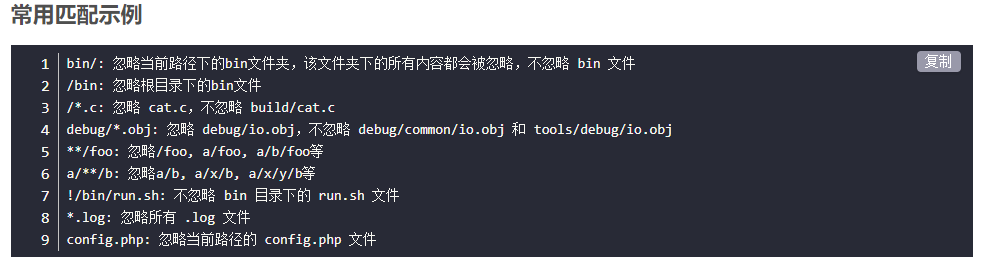 常用匹配示例
复制
1 bin/: 忽略当前路径下的bin文件夹，该文件夹下的所有内容都会被忽略，不忽略 bin 文件
2 /bin: 忽略根目录下的bin文件
3 /*.c: 忽略 cat.c，不忽略 build/cat.c
4 debug/*.obj: 忽略 debug/io.obj，不忽略 debug/common/io.obj 和 tools/debug/io.obj
5 **/foo: 忽略/foo, a/foo, a/b/foo等
6 a/**/b: 忽略a/b, a/x/b, a/x/y/b等
7 !/bin/run.sh: 不忽略 bin 目录下的 run.sh 文件
8 *.log: 忽略所有 .log 文件
9 config.php: 忽略当前路径的 config.php 文件